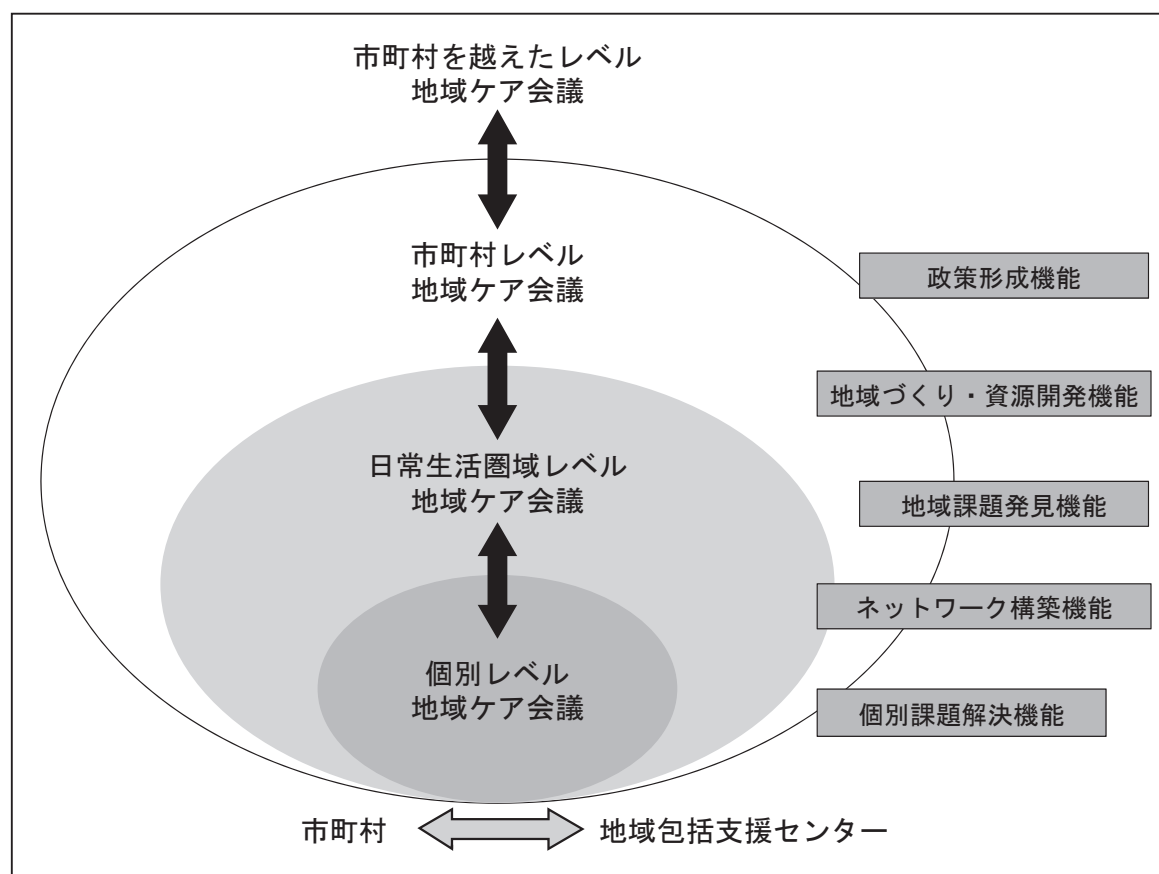 市町村を越えたレベル
地域ケア会議
市町村レベル
地域ケア会議
政策形成機能
地域づくり・資源開発機能
日常生活圏域レベル
地域ケア会議
地域課題発見機能
ネットワーク構築機能
個別レベル
地域ケア会議
個別課題解決機能
市町村
地域包括支援センター